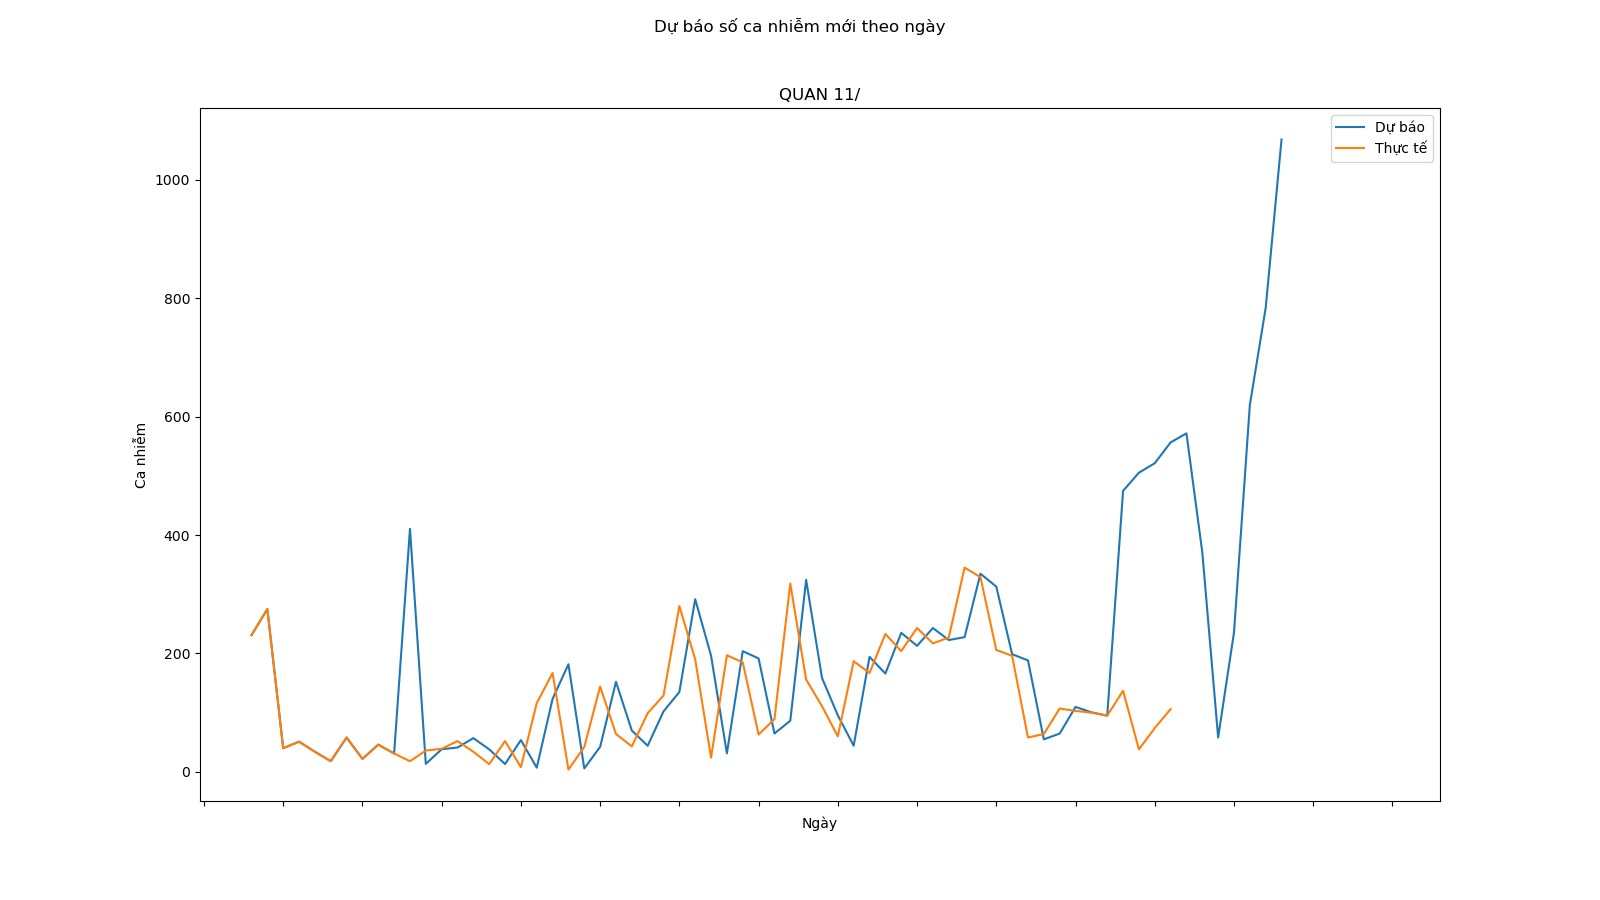 Dự báo số ca nhiễm mới theo ngày
QUAN 11/
Dự báo
Thực tế
1000
800
600
400
200
0
Ca nhiễm
Ngày